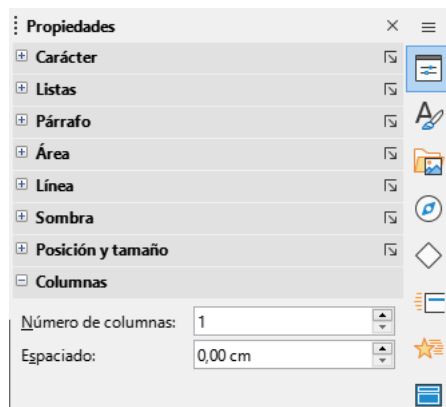 Propiedades
Carácter
Listas
Párrafo
Área
Línea
Sombra
Posición y tamaño
Columnas
Número de columnas: 1
Espaciado: 0,00 cm